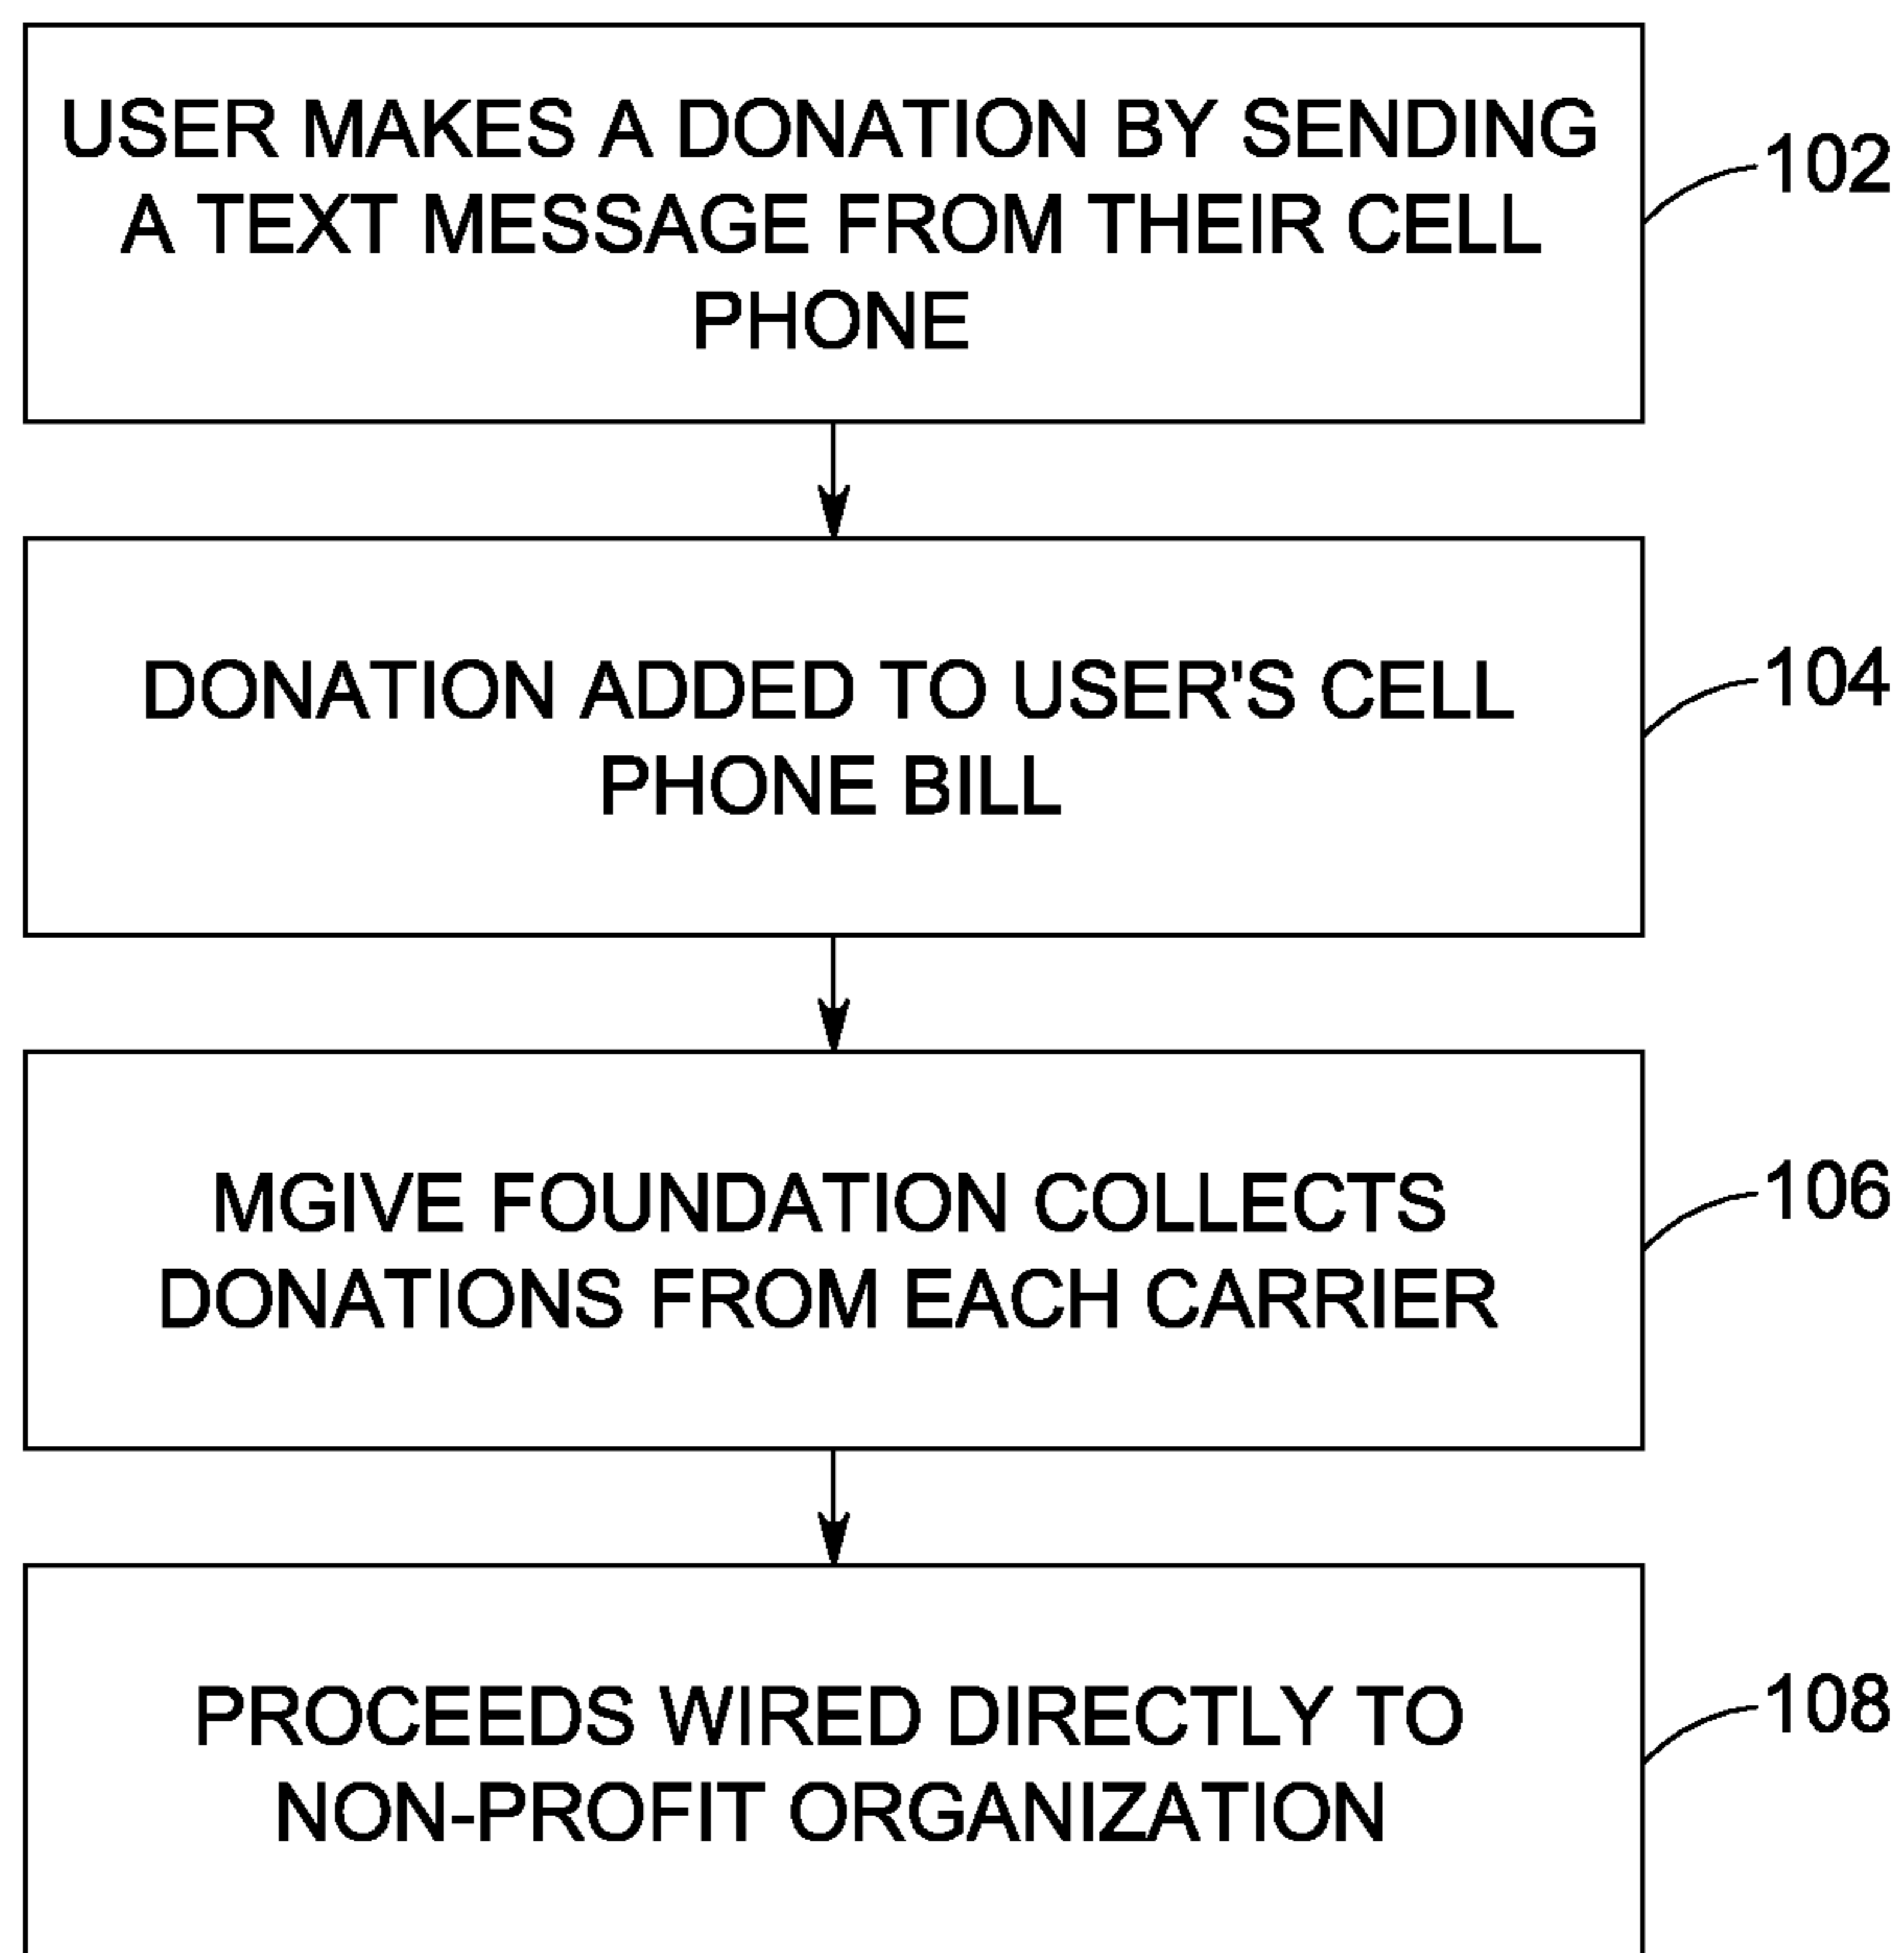 USER MAKES A DONATION BY SENDING
A TEXT MESSAGE FROM THEIR CELL
PHONE
102
DONATION ADDED TO USER'S CELL
PHONE BILL
104
MGIVE FOUNDATION COLLECTS
DONATIONS FROM EACH CARRIER
106
PROCEEDS WIRED DIRECTLY TO
NON-PROFIT ORGANIZATION
108